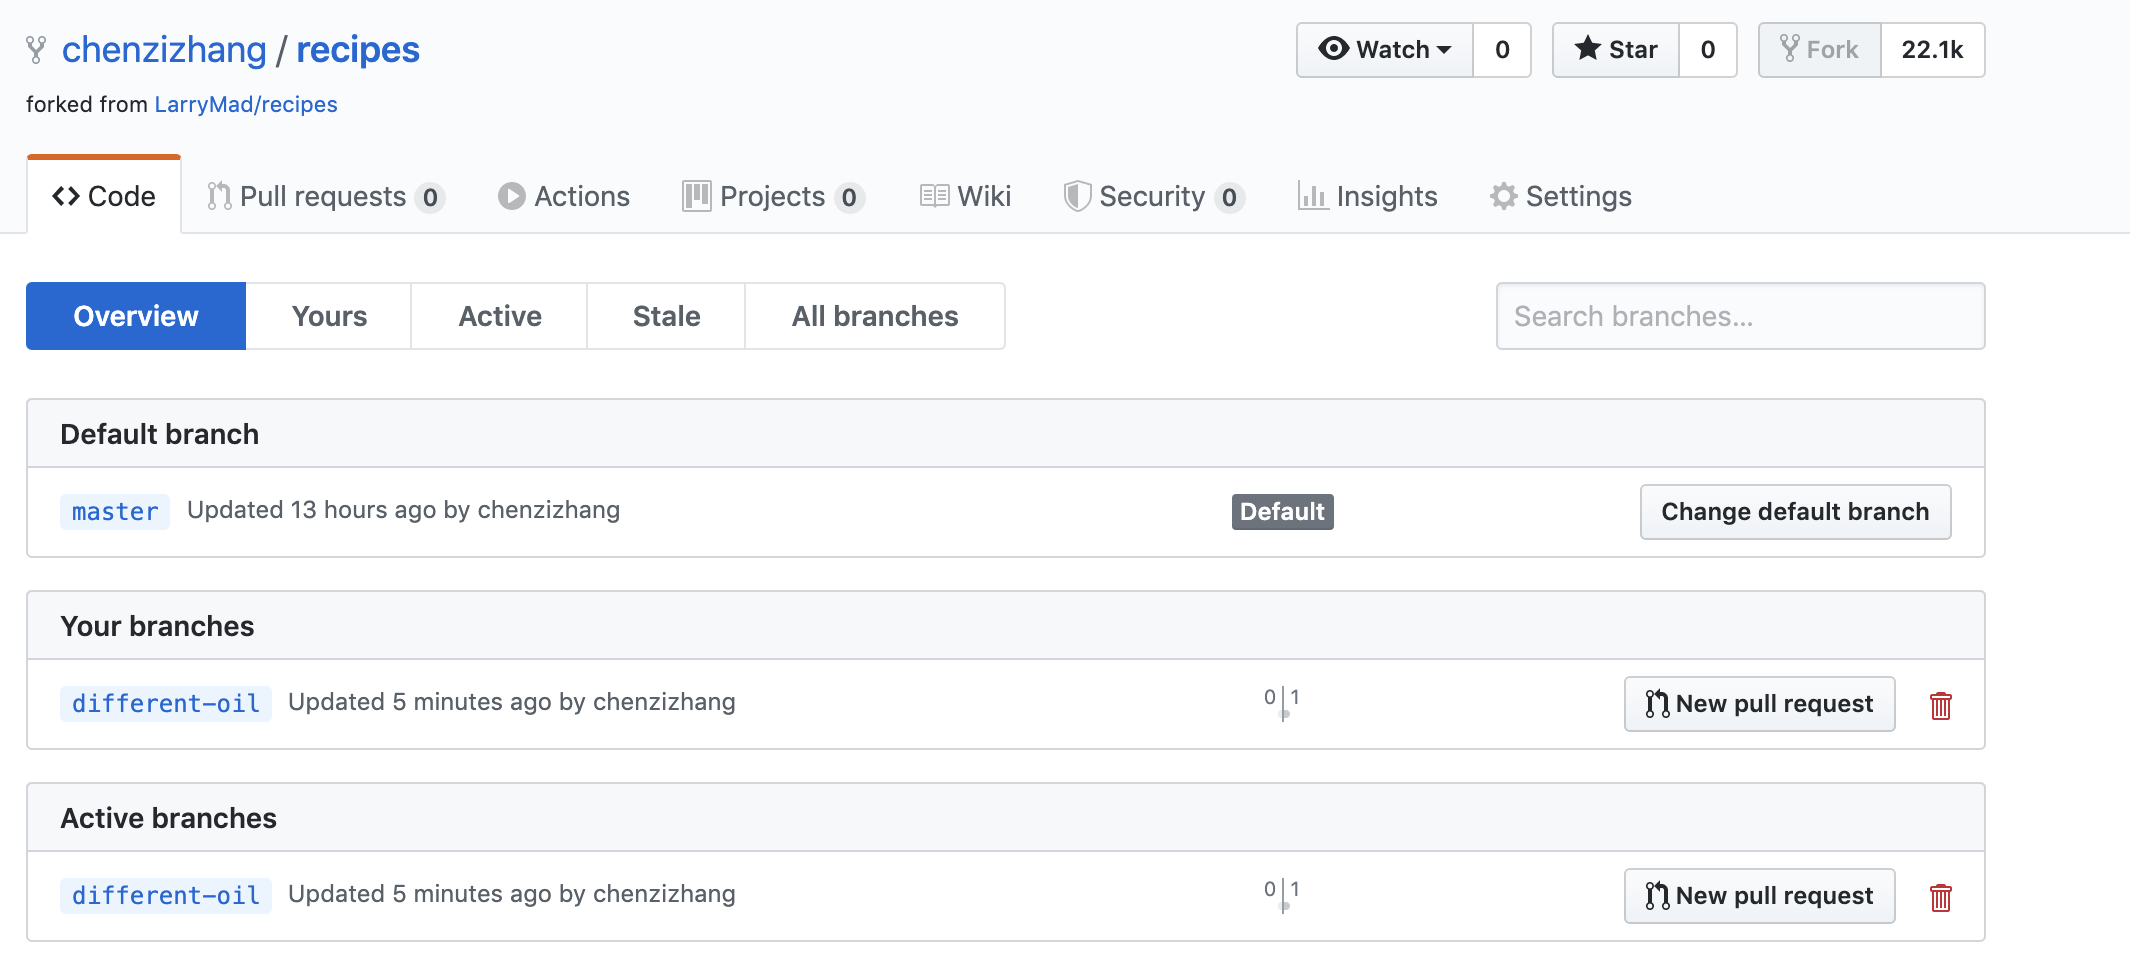 chenzizhang / recipes
Watch 0
Star 0
Fork 22.1k
forked from LarryMad/recipes
Code
Pull requests 0
Actions
Projects 0
Wiki
Security 0
Insights
Settings
Overview
Yours
Active
Stale
All branches
Search branches...
Default branch
master Updated 13 hours ago by chenzizhang Default Change default branch
Your branches
different-oil Updated 5 minutes ago by chenzizhang 0 1 New pull request
Active branches
different-oil Updated 5 minutes ago by chenzizhang 0 1 New pull request